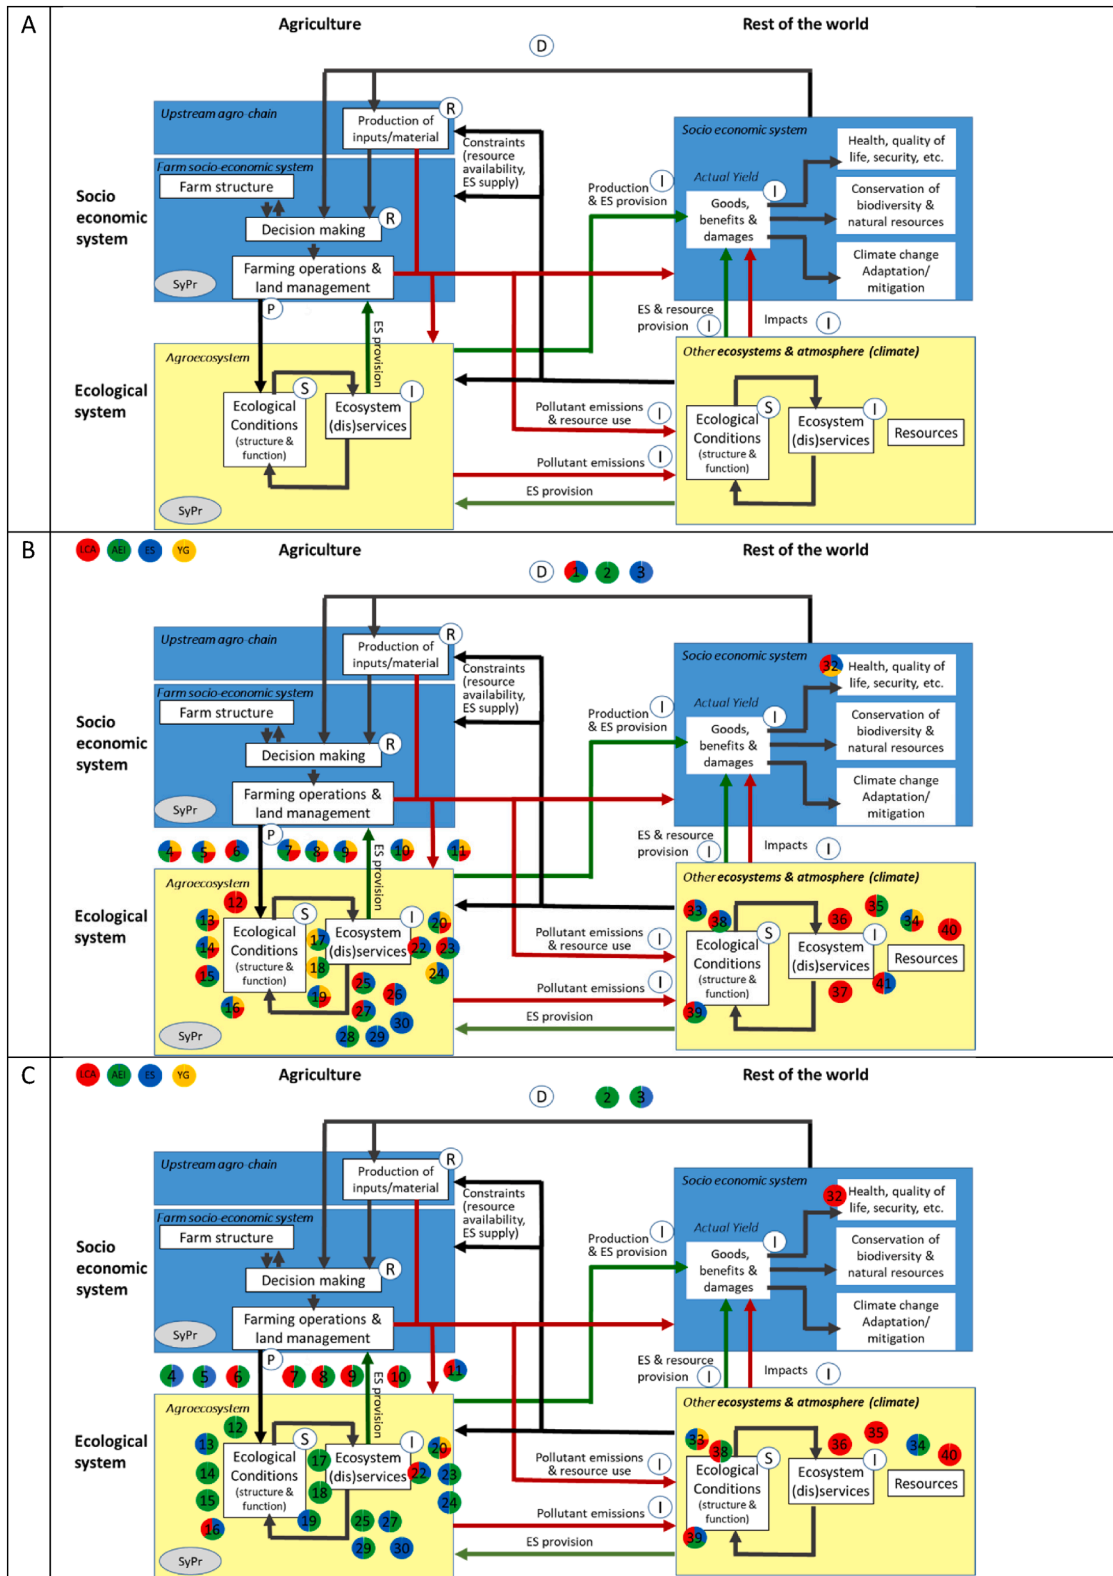 A
Agriculture
Rest of the world
D
Upstream agro-chain
R
Production of
inputs/material
Constraints
(resource
availability,
ES supply)
Socio economic system
Health, quality of
life, security, etc.
Farm socio-economic system
Farm structure
Socio
economic
system
Decision making
R
Production
& ES provision
I
Actual Yield
I
Goods,
benefits &
damages
Conservation of
biodiversity &
natural resources
Farming operations &
land management
SyPr
Climate change
Adaptation/
mitigation
P
ES provision
ES & resource
provision
I
Impacts
I
Agroecosystem
Other ecosystems & atmosphere (climate)
Ecological
system
S
Ecological
Conditions
(structure &
function)
I
Ecosystem
(dis)services
Pollutant emissions
& resource use
I
Pollutant emissions
I
ES provision
S
Ecological
Conditions
(structure &
function)
I
Ecosystem
(dis)services
Resources
SyPr
B
LCA
AEI
ES
YG
Agriculture
Rest of the world
D
1
2
3
Upstream agro-chain
R
Production of
inputs/material
Constraints
(resource
availability,
ES supply)
Socio economic system
32
Health, quality of
life, security, etc.
Farm socio-economic system
Farm structure
Socio
economic
system
Decision making
R
Production
& ES provision
I
Actual Yield
I
Goods,
benefits &
damages
Conservation of
biodiversity &
natural resources
Farming operations &
land management
SyPr
Climate change
Adaptation/
mitigation
P
ES provision
ES & resource
provision
I
Impacts
I
4
5
6
7
8
9
10
11
Agroecosystem
Other ecosystems & atmosphere (climate)
Ecological
system
12
13
14
15
16
S
Ecological
Conditions
(structure &
function)
17
18
19
I
Ecosystem
(dis)services
20
22
23
24
25
26
27
28
29
30
Pollutant emissions
& resource use
I
Pollutant emissions
I
ES provision
33
38
39
S
Ecological
Conditions
(structure &
function)
36
35
34
40
I
Ecosystem
(dis)services
Resources
37
41
SyPr
C
LCA
AEI
ES
YG
Agriculture
Rest of the world
D
2
3
Upstream agro-chain
R
Production of
inputs/material
Constraints
(resource
availability,
ES supply)
Socio economic system
32
Health, quality of
life, security, etc.
Farm socio-economic system
Farm structure
Socio
economic
system
Decision making
R
Production
& ES provision
I
Actual Yield
I
Goods,
benefits &
damages
Conservation of
biodiversity &
natural resources
Farming operations &
land management
SyPr
Climate change
Adaptation/
mitigation
P
ES provision
ES & resource
provision
I
Impacts
I
4
5
6
7
8
9
10
11
Agroecosystem
Other ecosystems & atmosphere (climate)
Ecological
system
12
13
14
15
16
S
Ecological
Conditions
(structure &
function)
17
18
19
I
Ecosystem
(dis)services
20
22
23
24
25
27
29
30
Pollutant emissions
& resource use
I
Pollutant emissions
I
ES provision
33
38
39
S
Ecological
Conditions
(structure &
function)
36
35
34
40
I
Ecosystem
(dis)services
Resources
SyPr